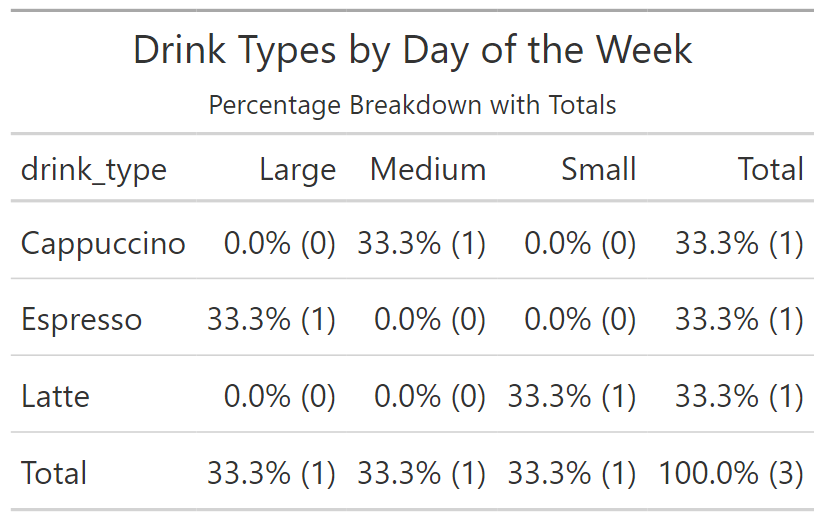 Drink Types by Day of the Week
Percentage Breakdown with Totals
drink_type Large Medium Small Total
Cappuccino 0.0% (0) 33.3% (1) 0.0% (0) 33.3% (1)
Espresso 33.3% (1) 0.0% (0) 0.0% (0) 33.3% (1)
Latte 0.0% (0) 0.0% (0) 33.3% (1) 33.3% (1)
Total 33.3% (1) 33.3% (1) 33.3% (1) 100.0% (3)